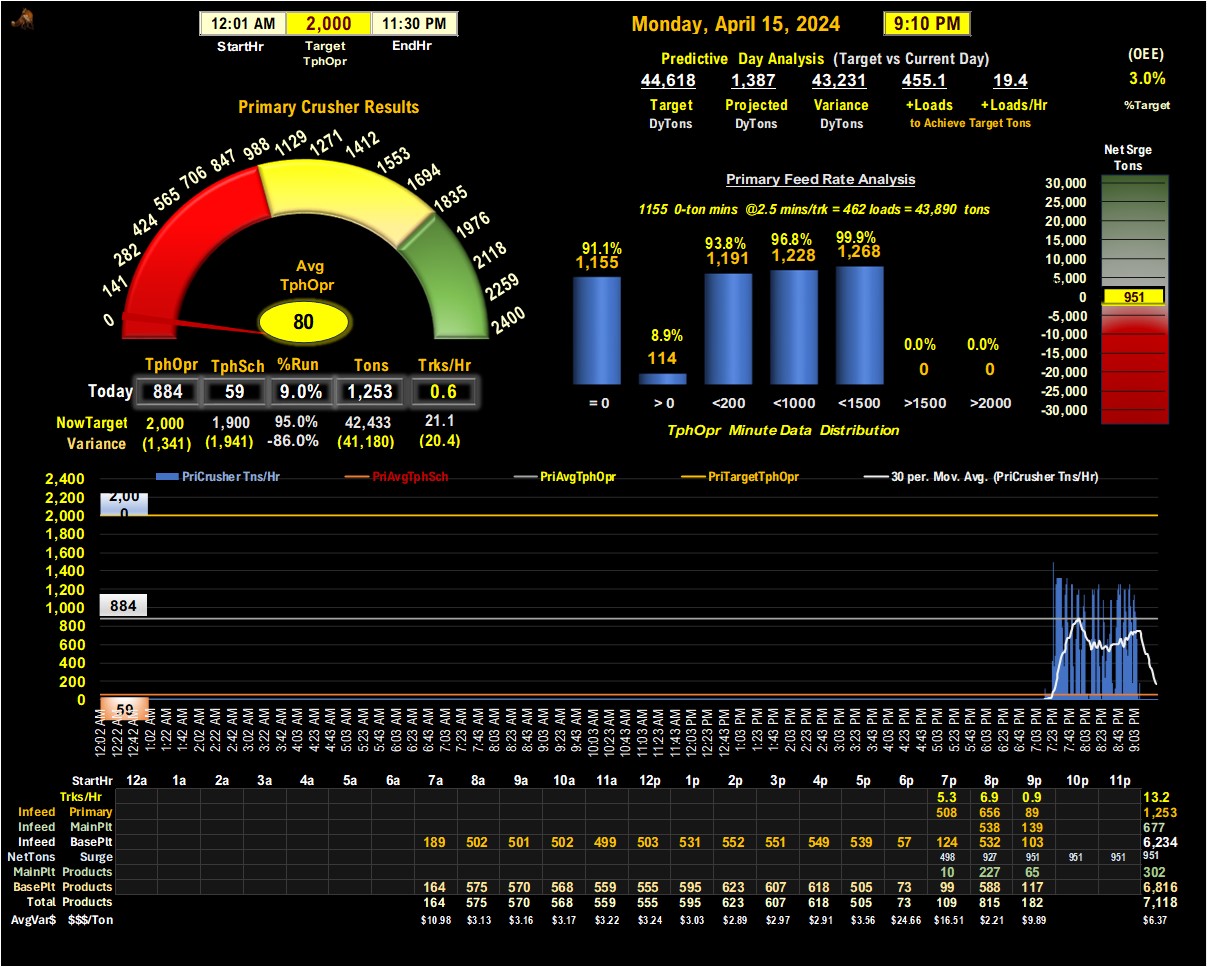 12:01 AM 2,000 11:30 PM
StartHr Target TphOpr EndHr
Monday, April 15, 2024 9:10 PM
Predictive Day Analysis (Target vs Current Day)
44,618 1,387 43,231 455.1 19.4
Target Projected Variance +Loads +Loads/Hr
DyTons DyTons DyTons to Achieve Target Tons
(OEE)
3.0%
%Target
Primary Crusher Results
0 141 282 424 565 706 847 988 1129 1271 1412 1553 1694 1835 1976 2118 2259 2400
Avg
TphOpr
80
TphOpr TphSch %Run Tons Trks/Hr
Today 884 59 9.0% 1,253 0.6
NowTarget 2,000 1,900 95.0% 42,433 21.1
Variance (1,341) (1,941) -86.0% (41,180) (20.4)
Primary Feed Rate Analysis
1155 0-ton mins @2.5 mins/trk = 462 loads = 43,890 tons
91.1% 8.9% 93.8% 96.8% 99.9% 0.0% 0.0%
1,155 114 1,191 1,228 1,268 0 0
= 0 > 0 <200 <1000 <1500 >1500 >2000
TphOpr Minute Data Distribution
Net Srge
Tons
30,000
25,000
20,000
15,000
10,000
5,000
0 951
-5,000
-10,000
-15,000
-20,000
-25,000
-30,000
PriCrusher Tns/Hr PriAvgTphSch PriAvgTphOpr PriTargetTphOpr 30 per. Mov. Avg. (PriCrusher Tns/Hr)
2,400
2,200 2,00
0
2,000
1,800
1,600
1,400
1,200
1,000 884
800
600
400
200
0 59
12:02 AM 12:22 AM 12:42 AM 1:02 AM 1:22 AM 1:42 AM 2:02 AM 2:22 AM 2:42 AM 3:02 AM 3:22 AM 3:42 AM 4:02 AM 4:22 AM 4:42 AM 5:03 AM 5:23 AM 5:43 AM 6:03 AM 6:23 AM 6:43 AM 7:03 AM 7:23 AM 7:43 AM 8:03 AM 8:23 AM 8:43 AM 9:03 AM 9:23 AM 9:43 AM 10:03 AM 10:23 AM 10:43 AM 11:03 AM 11:23 AM 11:43 AM 12:03 PM 12:23 PM 12:43 PM 1:03 PM 1:23 PM 1:43 PM 2:03 PM 2:23 PM 2:43 PM 3:03 PM 3:23 PM 3:43 PM 4:03 PM 4:23 PM 4:43 PM 5:03 PM 5:23 PM 5:43 PM 6:03 PM 6:23 PM 6:43 PM 7:03 PM 7:23 PM 7:43 PM 8:03 PM 8:23 PM 8:43 PM 9:03 PM
StartHr 12a 1a 2a 3a 4a 5a 6a 7a 8a 9a 10a 11a 12p 1p 2p 3p 4p 5p 6p 7p 8p 9p 10p 11p
Trks/Hr 5.3 6.9 0.9 13.2
Infeed Primary 508 656 89 1,253
Infeed MainPlt 538 139 677
Infeed BasePlt 189 502 501 502 499 503 531 552 551 549 539 57 124 532 103 6,234
NetTons Surge 498 927 951 951 951 951
MainPlt Products 10 227 65 302
BasePlt Products 164 575 570 568 559 555 595 623 607 618 505 73 99 588 117 6,816
Total Products 164 575 570 568 559 555 595 623 607 618 505 73 109 815 182 7,118
AvgVar$ $$$/Ton $10.98 $3.13 $3.16 $3.17 $3.22 $3.24 $3.03 $2.89 $2.97 $2.91 $3.56 $24.66 $16.51 $2.21 $9.89 $6.37